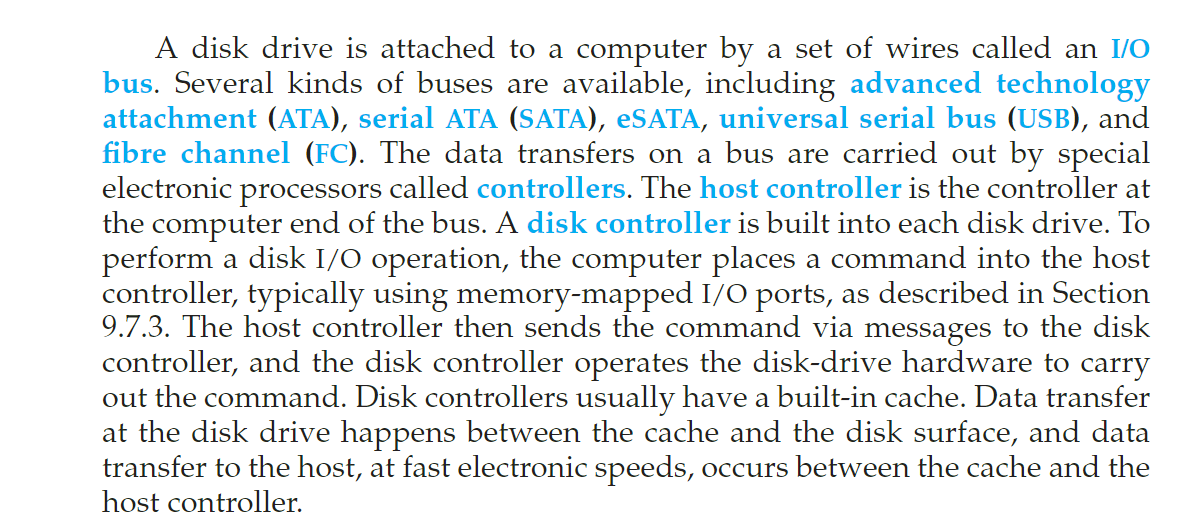 A disk drive is attached to a computer by a set of wires called an I/O
bus. Several kinds of buses are available, including advanced technology
attachment (ATA), serial ATA (SATA), eSATA, universal serial bus (USB), and
fibre channel (FC). The data transfers on a bus are carried out by special
electronic processors called controllers. The host controller is the controller at
the computer end of the bus. A disk controller is built into each disk drive. To
perform a disk I/O operation, the computer places a command into the host
controller, typically using memory-mapped I/O ports, as described in Section
9.7.3. The host controller then sends the command via messages to the disk
controller, and the disk controller operates the disk-drive hardware to carry
out the command. Disk controllers usually have a built-in cache. Data transfer
at the disk drive happens between the cache and the disk surface, and data
transfer to the host, at fast electronic speeds, occurs between the cache and the
host controller.